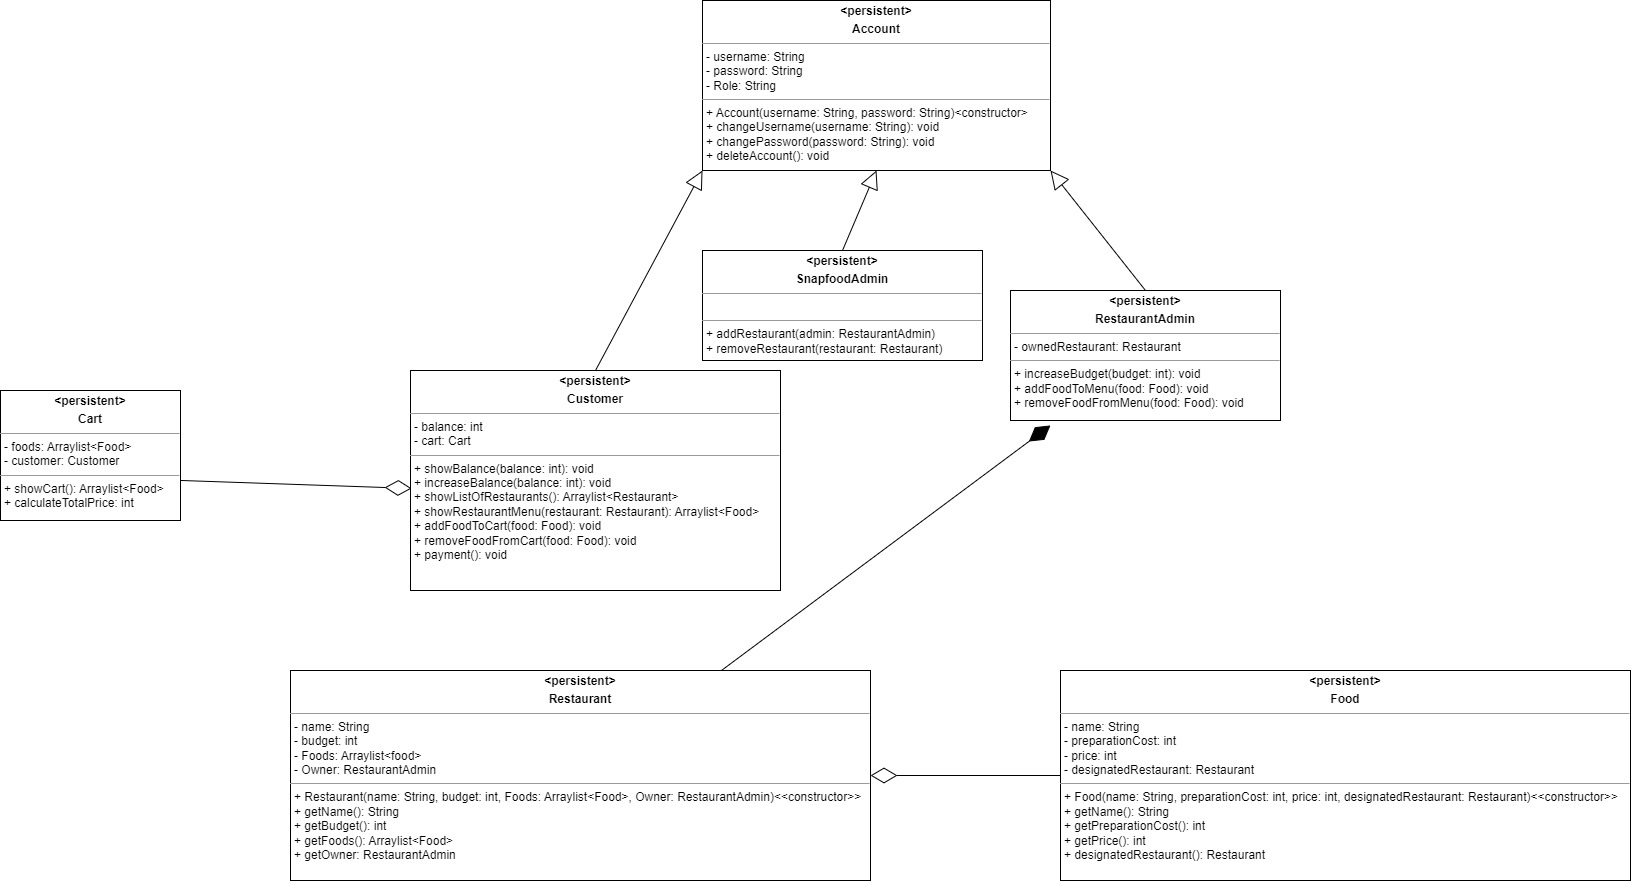 <persistent>
Account
- username: String
- password: String
- Role: String
+ Account(username: String, password: String)<constructor>
+ changeUsername(username: String): void
+ changePassword(password: String): void
+ deleteAccount(): void
<persistent>
SnapfoodAdmin
+ addRestaurant(admin: RestaurantAdmin)
+ removeRestaurant(restaurant: Restaurant)
<persistent>
RestaurantAdmin
- ownedRestaurant: Restaurant
+ increaseBudget(budget: int): void
+ addFoodToMenu(food: Food): void
+ removeFoodFromMenu(food: Food): void
<persistent>
Cart
- foods: Arraylist<Food>
- customer: Customer
+ showCart(): Arraylist<Food>
+ calculateTotalPrice: int
<persistent>
Customer
- balance: int
- cart: Cart
+ showBalance(balance: int): void
+ increaseBalance(balance: int): void
+ showListOfRestaurants(): Arraylist<Restaurant>
+ showRestaurantMenu(restaurant: Restaurant): Arraylist<Food>
+ addFoodToCart(food: Food): void
+ removeFoodFromCart(food: Food): void
+ payment(): void
<persistent>
Restaurant
- name: String
- budget: int
- Foods: Arraylist<food>
- Owner: RestaurantAdmin
+ Restaurant(name: String, budget: int, Foods: Arraylist<Food>, Owner: RestaurantAdmin)<<constructor>>
+ getName(): String
+ getBudget(): int
+ getFoods(): Arraylist<Food>
+ getOwner: RestaurantAdmin
<persistent>
Food
- name: String
- preparationCost: int
- price: int
- designatedRestaurant: Restaurant
+ Food(name: String, preparationCost: int, price: int, designatedRestaurant: Restaurant)<<constructor>>
+ getName(): String
+ getPreparationCost(): int
+ getPrice(): int
+ designatedRestaurant(): Restaurant